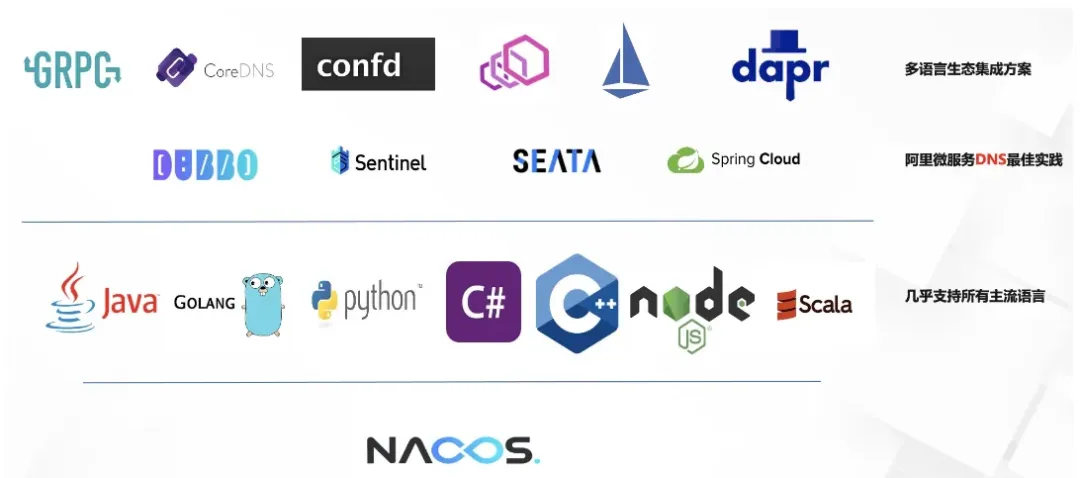 GRPC
CoreDNS
confd
dapr
多语言生态集成方案
DUBBO
Sentinel
SEATA
Spring Cloud
阿里微服务DNS最佳实践
Java
GOLANG
python
C#
C++
node
JS
Scala
几乎支持所有主流语言
NACOS.